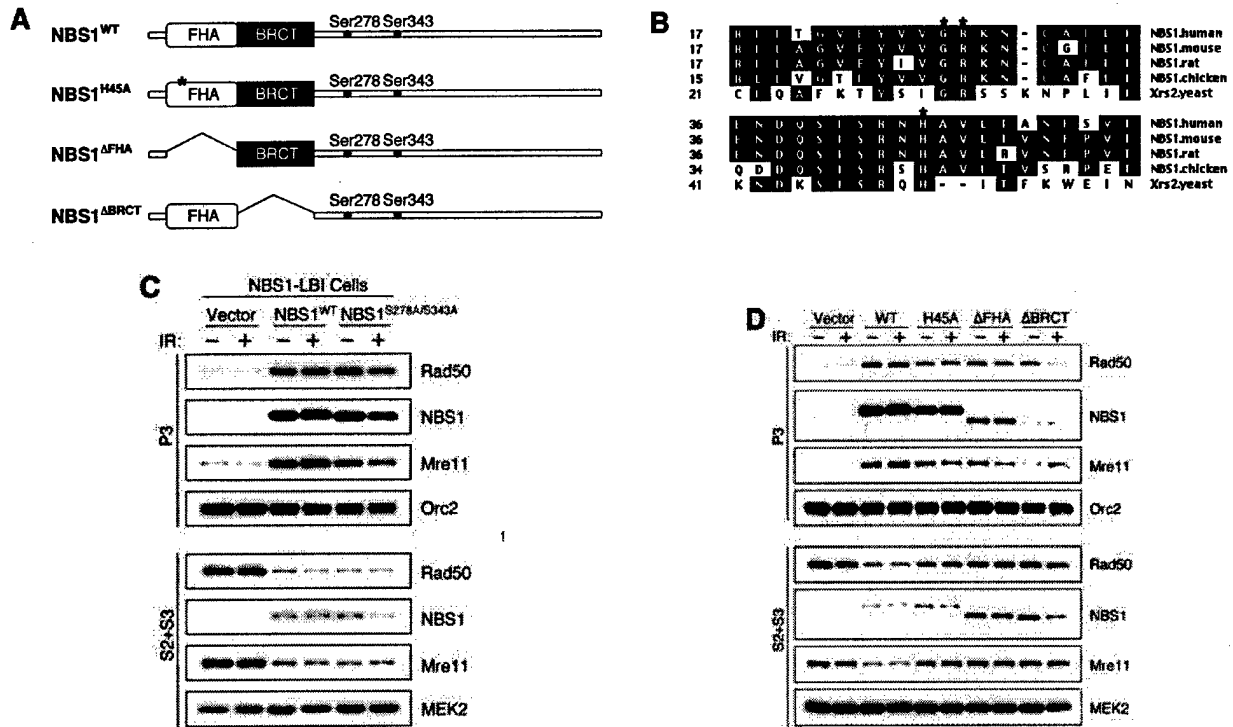 A
NBS1WT
FHA
BRCT
Ser278 Ser343
NBS1H45A
*
FHA
BRCT
Ser278 Ser343
NBS1ΔFHA
BRCT
Ser278 Ser343
NBS1ΔBRCT
FHA
Ser278 Ser343
B
* *
17 NBS1.human
17 NBS1.mouse
17 NBS1.rat
15 NBS1.chicken
21 C I Q A F K T Y S I G R S S K N P L I I Xrs2.yeast
*
36 NBS1.human
36 NBS1.mouse
36 NBS1.rat
34 NBS1.chicken
41 K N D K S I S R Q H - - I T F K W E I N Xrs2.yeast
C
NBS1-LBI Cells
Vector NBS1WT NBS1S278A/S343A
IR: − + − + − +
P3
Rad50
NBS1
Mre11
Orc2
S2+S3
Rad50
NBS1
Mre11
MEK2
D
Vector WT H45A ΔFHA ΔBRCT
IR: − + − + − + − + − +
P3
Rad50
NBS1
Mre11
Orc2
S2+S3
Rad50
NBS1
Mre11
MEK2